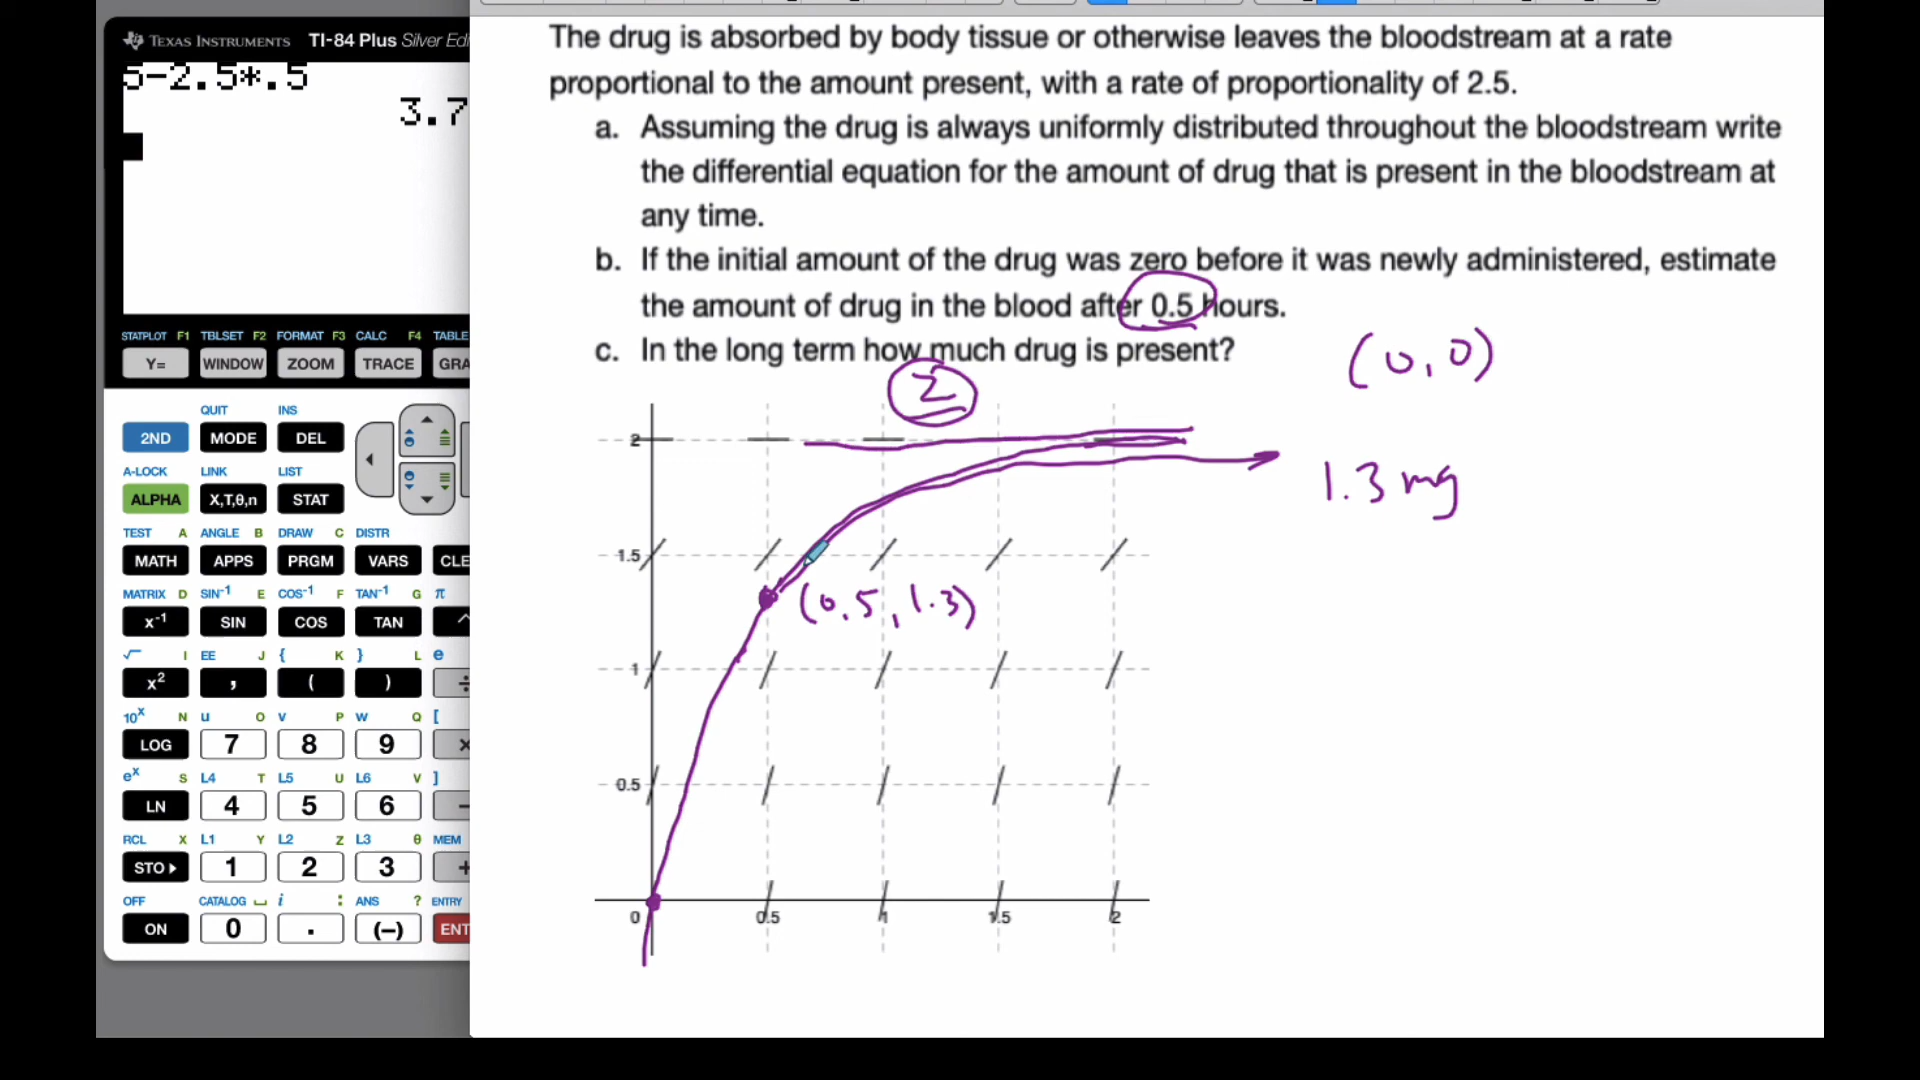 TEXAS INSTRUMENTS TI-84 Plus Silver Edi
5-2.5*.5
3.7
STATPLOT F1 TBLSET F2 FORMAT F3 CALC F4 TABLE
Y= WINDOW ZOOM TRACE GRA
QUIT INS
2ND MODE DEL
A-LOCK LINK LIST
ALPHA X,T,θ,n STAT
TEST A ANGLE B DRAW C DISTR
MATH APPS PRGM VARS CLE
MATRIX D SIN-1 E COS-1 F TAN-1 G π
x-1 SIN COS TAN ^
√ I EE J { K } L e
x2 , ( ) ÷
10x N u O v P w Q [
LOG 7 8 9 ×
ex S L4 T L5 U L6 V ]
LN 4 5 6 −
RCL X L1 Y L2 Z L3 θ MEM
STO▶ 1 2 3 +
OFF CATALOG i : ANS ? ENTRY
ON 0 . (−) ENT
The drug is absorbed by body tissue or otherwise leaves the bloodstream at a rate
proportional to the amount present, with a rate of proportionality of 2.5.
a. Assuming the drug is always uniformly distributed throughout the bloodstream write
the differential equation for the amount of drug that is present in the bloodstream at
any time.
b. If the initial amount of the drug was zero before it was newly administered, estimate
the amount of drug in the blood after 0.5 hours.
c. In the long term how much drug is present?
(0,0)
2
2
1.3 mg
1.5
(0.5, 1.3)
1
0.5
0 0.5 1 1.5 2